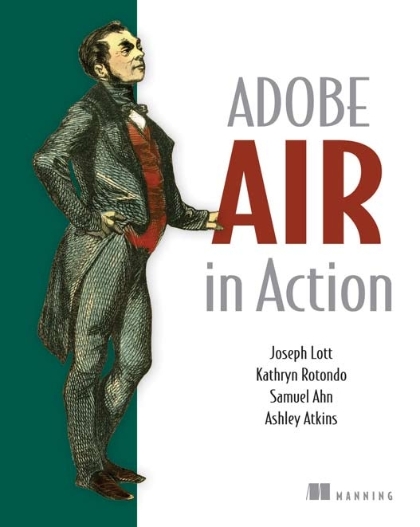 ADOBE
AIR
in Action
Joseph Lott
Kathryn Rotondo
Samuel Ahn
Ashley Atkins
MANNING